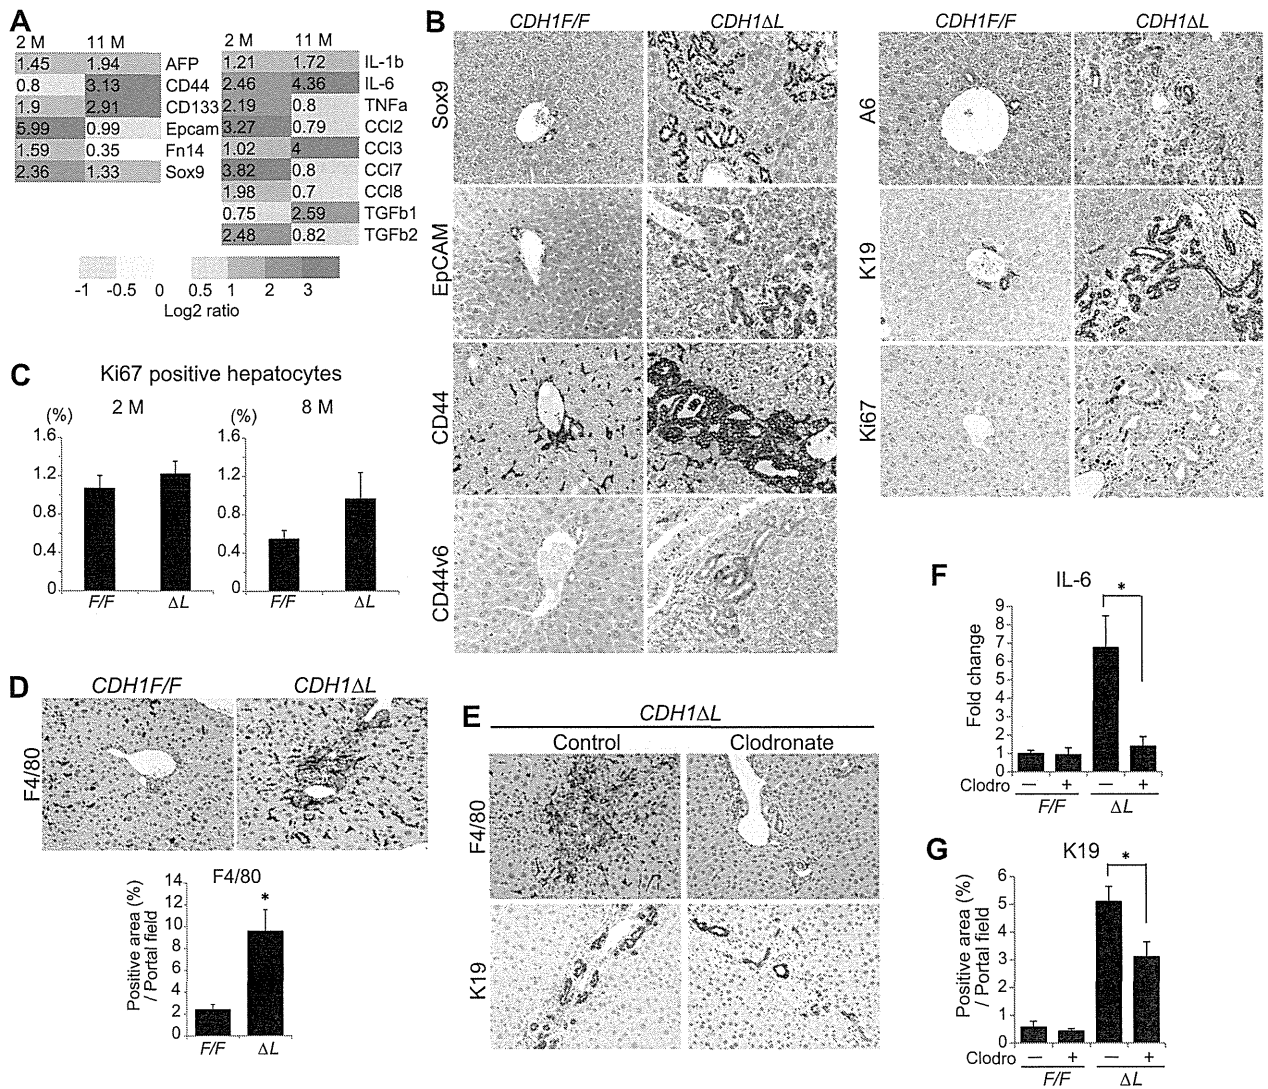 A
2 M 11 M
1.45 1.94 AFP
0.8 3.13 CD44
1.9 2.91 CD133
5.99 0.99 Epcam
1.59 0.35 Fn14
2.36 1.33 Sox9
2 M 11 M
1.21 1.72 IL-1b
2.46 4.36 IL-6
2.19 0.8 TNFa
3.27 0.79 CCl2
1.02 4 CCl3
3.82 0.8 CCl7
1.98 0.7 CCl8
0.75 2.59 TGFb1
2.48 0.82 TGFb2
-1 -0.5 0 0.5 1 2 3
Log2 ratio
B
CDH1F/F CDH1ΔL
Sox9
EpCAM
CD44
CD44v6
CDH1F/F CDH1ΔL
A6
K19
Ki67
C
Ki67 positive hepatocytes
2 M
(%)
1.6
1.2
0.8
0.4
0
F/F ΔL
8 M
(%)
1.6
1.2
0.8
0.4
0
F/F ΔL
D
CDH1F/F CDH1ΔL
F4/80
F4/80
Positive area (%)
/ Portal field
14
12
10
8
6
4
2
0
*
F/F ΔL
E
CDH1ΔL
Control Clodronate
F4/80
K19
F
IL-6
Fold change
9
8
7
6
5
4
3
2
1
0
*
Clodro — + — +
F/F ΔL
G
K19
Positive area (%)
/ Portal field
6
5
4
3
2
1
0
*
Clodro — + — +
F/F ΔL